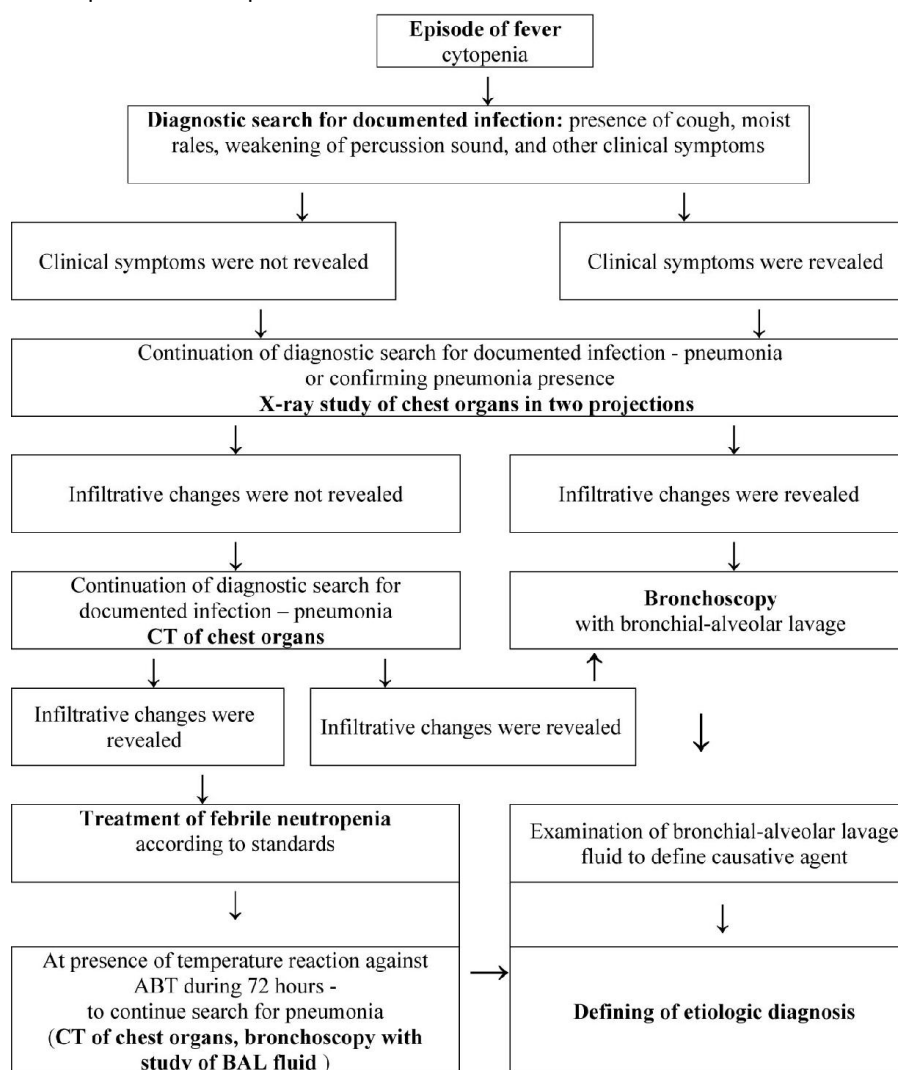 Episode of fever
cytopenia
Diagnostic search for documented infection: presence of cough, moist
rales, weakening of percussion sound, and other clinical symptoms
Clinical symptoms were not revealed
Clinical symptoms were revealed
Continuation of diagnostic search for documented infection - pneumonia
or confirming pneumonia presence
X-ray study of chest organs in two projections
Infiltrative changes were not revealed
Infiltrative changes were revealed
Continuation of diagnostic search for
documented infection – pneumonia
CT of chest organs
Bronchoscopy
with bronchial-alveolar lavage
Infiltrative changes were
revealed
Infiltrative changes were revealed
Treatment of febrile neutropenia
according to standards
Examination of bronchial-alveolar lavage
fluid to define causative agent
At presence of temperature reaction against
ABT during 72 hours -
to continue search for pneumonia
(CT of chest organs, bronchoscopy with
study of BAL fluid )
Defining of etiologic diagnosis